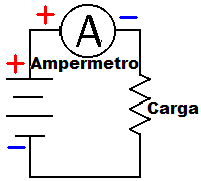 + A −
Ampermetro
+
Carga
−